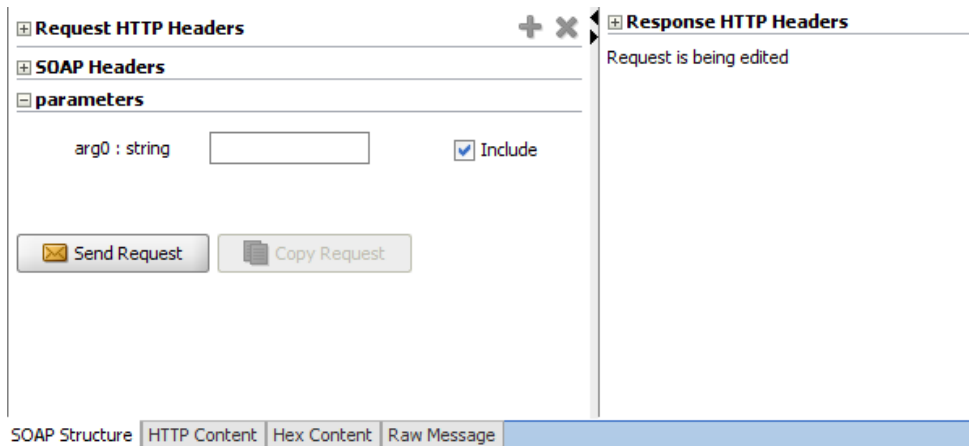 Request HTTP Headers
SOAP Headers
parameters
arg0 : string
Include
Send Request
Copy Request
Response HTTP Headers
Request is being edited
SOAP Structure
HTTP Content
Hex Content
Raw Message